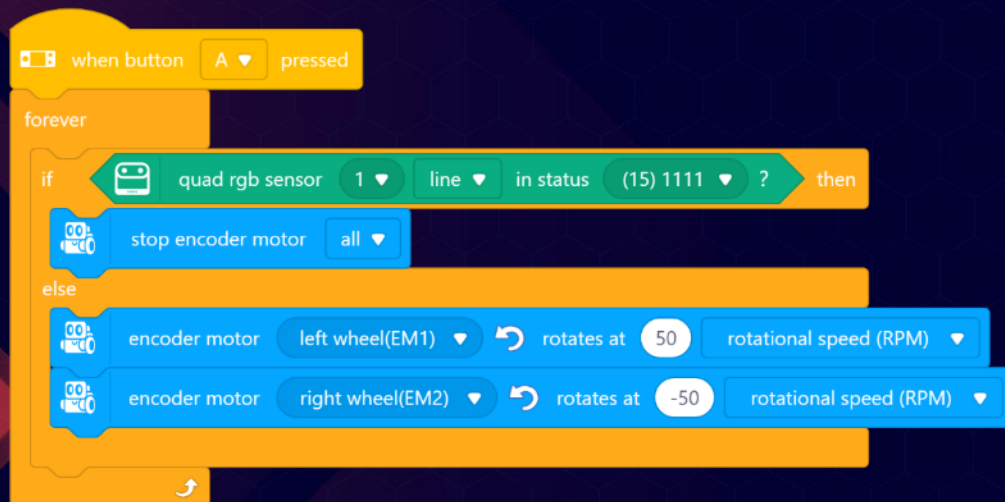 when button A pressed
forever
if quad rgb sensor 1 line in status (15) 1111 ? then
stop encoder motor all
else
encoder motor left wheel(EM1) rotates at 50 rotational speed (RPM)
encoder motor right wheel(EM2) rotates at -50 rotational speed (RPM)